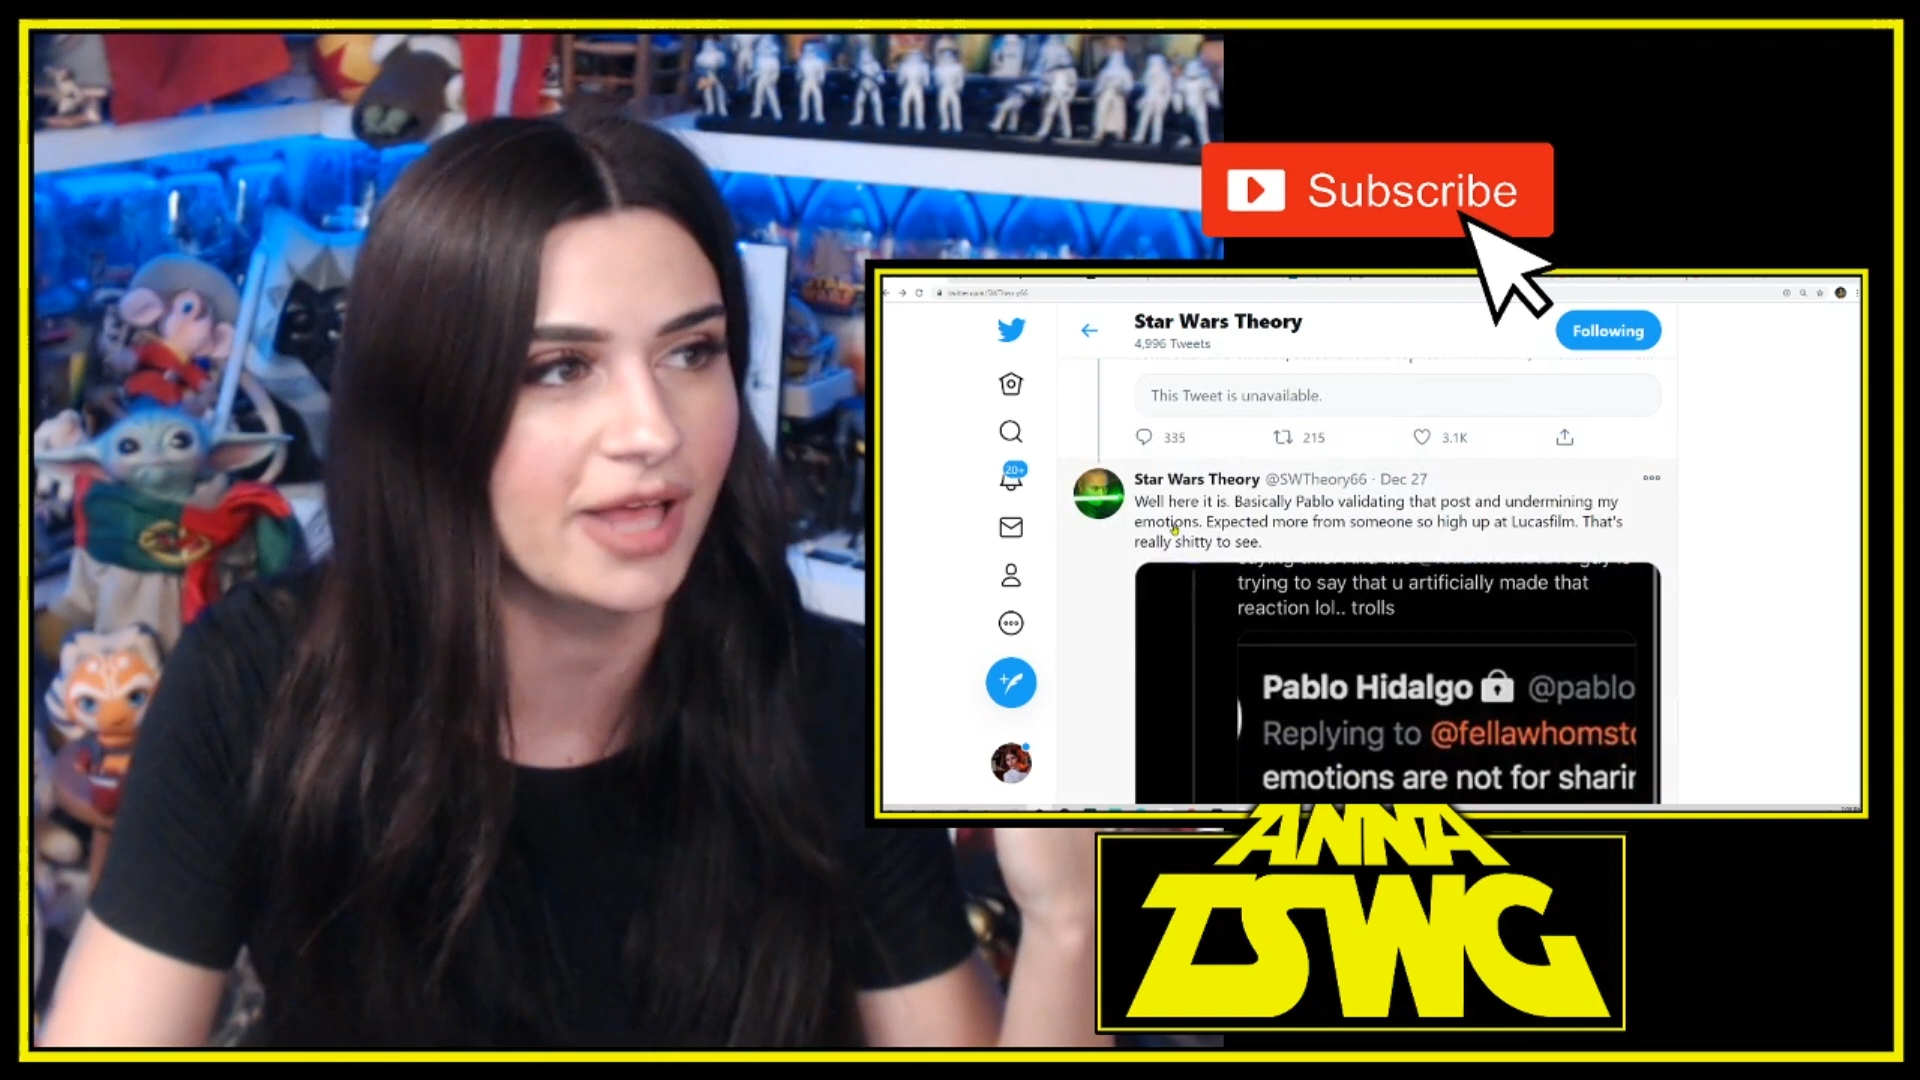 Subscribe
Star Wars Theory
4,996 Tweets
Following
This Tweet is unavailable.
335
215
3.1K
20+
Star Wars Theory @SWTheory66 · Dec 27
Well here it is. Basically Pablo validating that post and undermining my
emotions. Expected more from someone so high up at Lucasfilm. That's
really shitty to see.
trying to say that u artificially made that
reaction lol.. trolls
Pablo Hidalgo @pablo
Replying to @fellawhomst
emotions are not for sharin
ANNA
TSWG